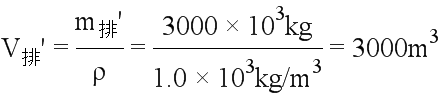 V排' = m排' / ρ = 3000 × 10³kg / 1.0 × 10³kg/m³ = 3000m³